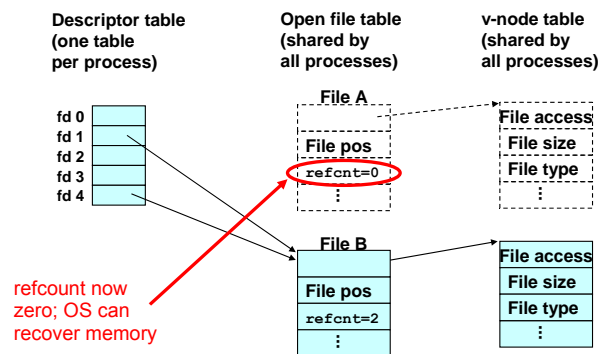 Descriptor table
(one table
per process)
Open file table
(shared by
all processes)
v-node table
(shared by
all processes)
fd 0
fd 1
fd 2
fd 3
fd 4
File A
File pos
refcnt=0
⋮
File access
File size
File type
⋮
File B
File pos
refcnt=2
⋮
File access
File size
File type
⋮
refcount now
zero; OS can
recover memory